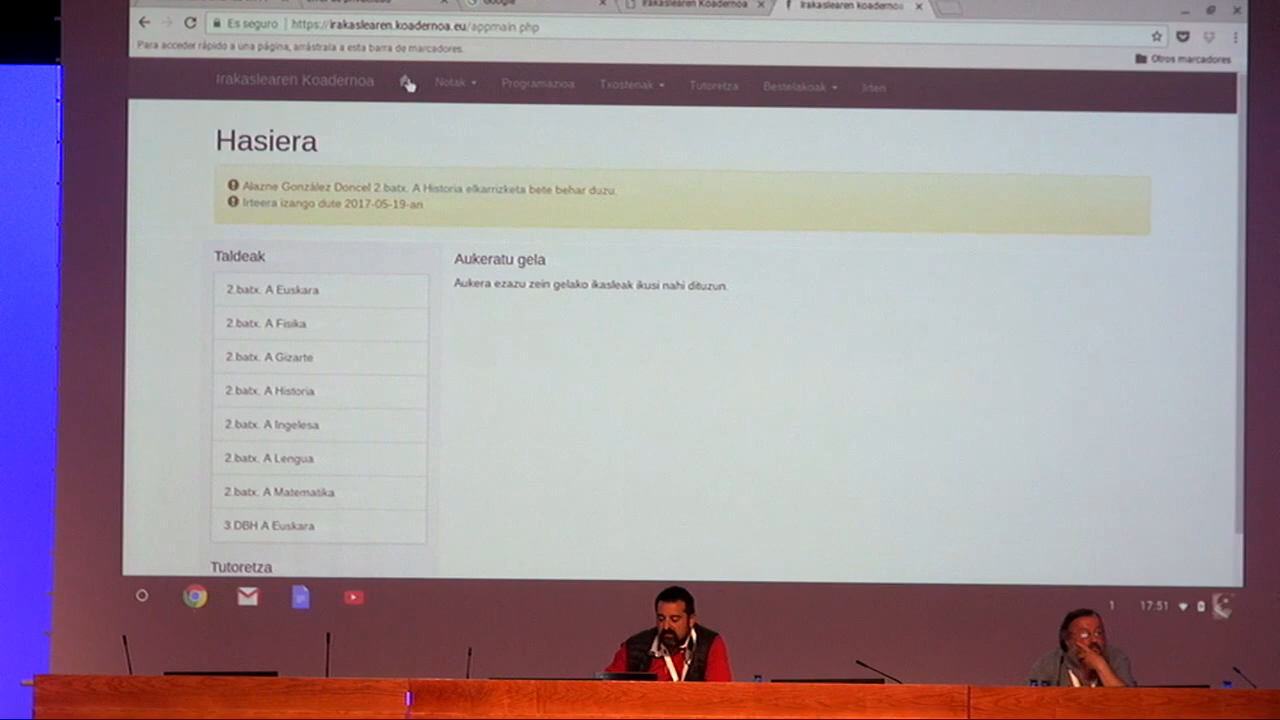 Google
Irakaslearen Koadernoa
Irakaslearen koadernoa
Es seguro
https://irakaslearen.koadernoa.eu/appmain.php
Para acceder rápido a una página, arrástrala a esta barra de marcadores.
Otros marcadores
Irakaslearen Koadernoa
Notak
Programazioa
Txostenak
Tutoretza
Bestelakoak
Irten
Hasiera
Alazne González Doncel 2.batx. A Historia elkarrizketa bete behar duzu.
Irteera izango dute 2017-05-19-an
Taldeak
2.batx. A Euskara
2.batx. A Fisika
2.batx. A Gizarte
2.batx. A Historia
2.batx. A Ingelesa
2.batx. A Lengua
2.batx. A Matematika
3.DBH A Euskara
Tutoretza
Aukeratu gela
Aukera ezazu zein gelako ikasleak ikusi nahi dituzun.
1
17:51